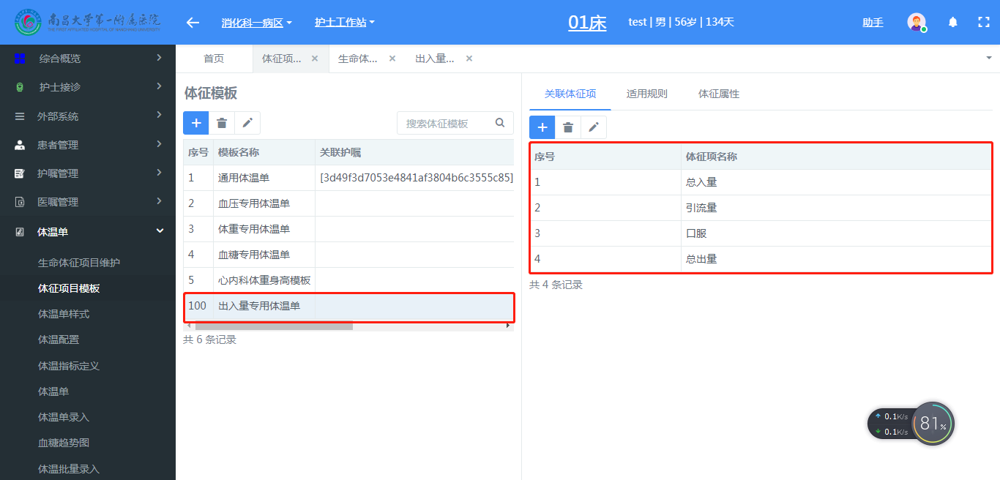 南昌大学第一附属医院
THE FIRST AFFILIATED HOSPITAL OF NANCHANG UNIVERSITY
消化科一病区
护士工作站
01床
test | 男 | 56岁 | 134天
助手
综合概览
护士接诊
外部系统
患者管理
护嘱管理
医嘱管理
体温单
生命体征项目维护
体征项目模板
体温单样式
体温配置
体温指标定义
体温单
体温单录入
血糖趋势图
体温批量录入
首页
体征项...
生命体...
出入量...
体征模板
搜索体征模板
序号 模板名称 关联护嘱
1 通用体温单 [3d49f3d7053e4841af3804b6c3555c85]
2 血压专用体温单
3 体重专用体温单
4 血糖专用体温单
5 心内科体重身高模板
100 出入量专用体温单
共 6 条记录
关联体征项 适用规则 体征属性
序号 体征项名称
1 总入量
2 引流量
3 口服
4 总出量
共 4 条记录
0.1K/s
0.1K/s
81%